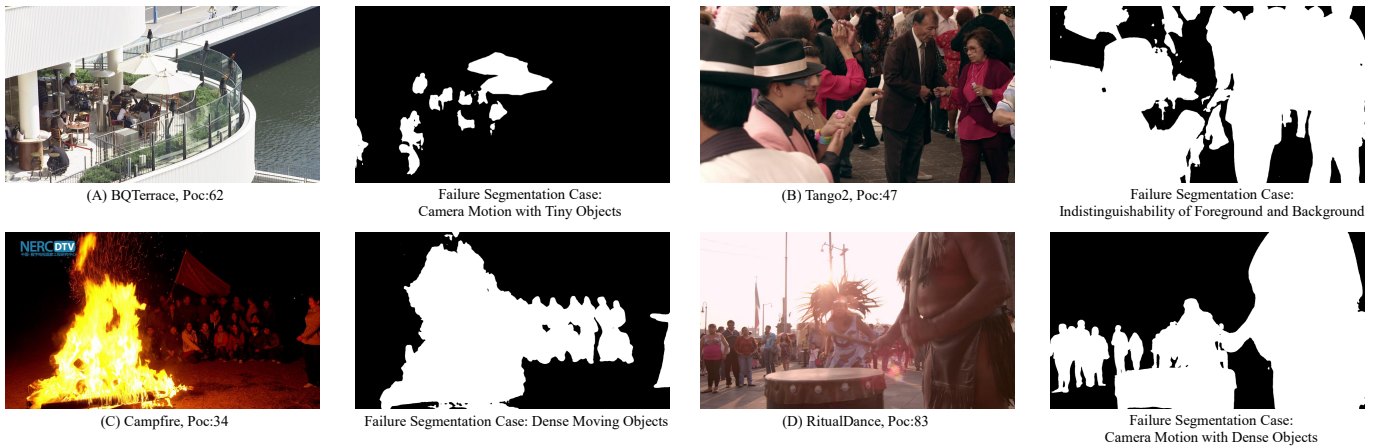 (A) BQTerrace, Poc:62
Failure Segmentation Case:
Camera Motion with Tiny Objects
(B) Tango2, Poc:47
Failure Segmentation Case:
Indistinguishability of Foreground and Background
NERCDTV
(C) Campfire, Poc:34
Failure Segmentation Case: Dense Moving Objects
(D) RitualDance, Poc:83
Failure Segmentation Case:
Camera Motion with Dense Objects